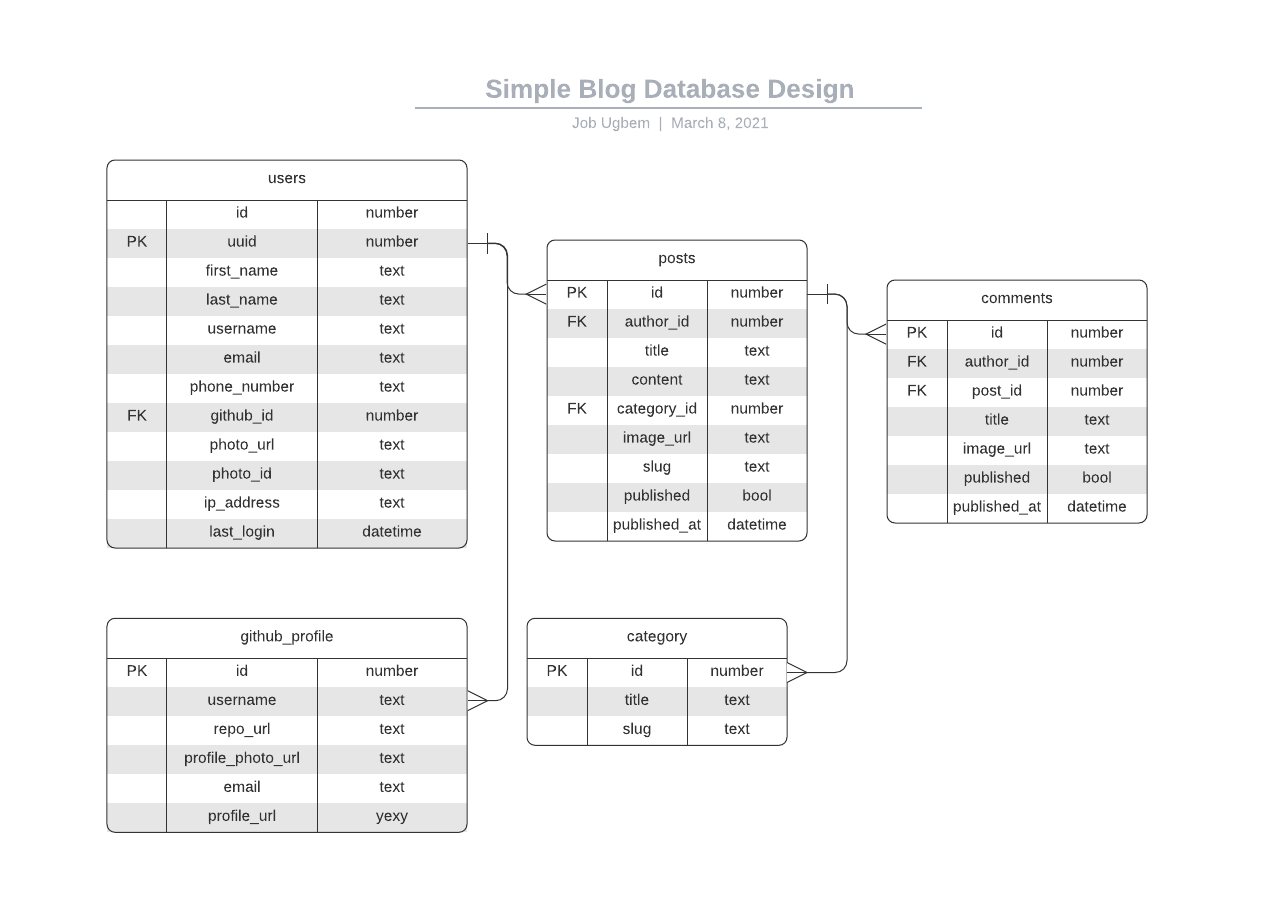 Simple Blog Database Design
Job Ugbem | March 8, 2021
users
id number
PK uuid number
first_name text
last_name text
username text
email text
phone_number text
FK github_id number
photo_url text
photo_id text
ip_address text
last_login datetime
posts
PK id number
FK author_id number
title text
content text
FK category_id number
image_url text
slug text
published bool
published_at datetime
comments
PK id number
FK author_id number
FK post_id number
title text
image_url text
published bool
published_at datetime
github_profile
PK id number
username text
repo_url text
profile_photo_url text
email text
profile_url yexy
category
PK id number
title text
slug text